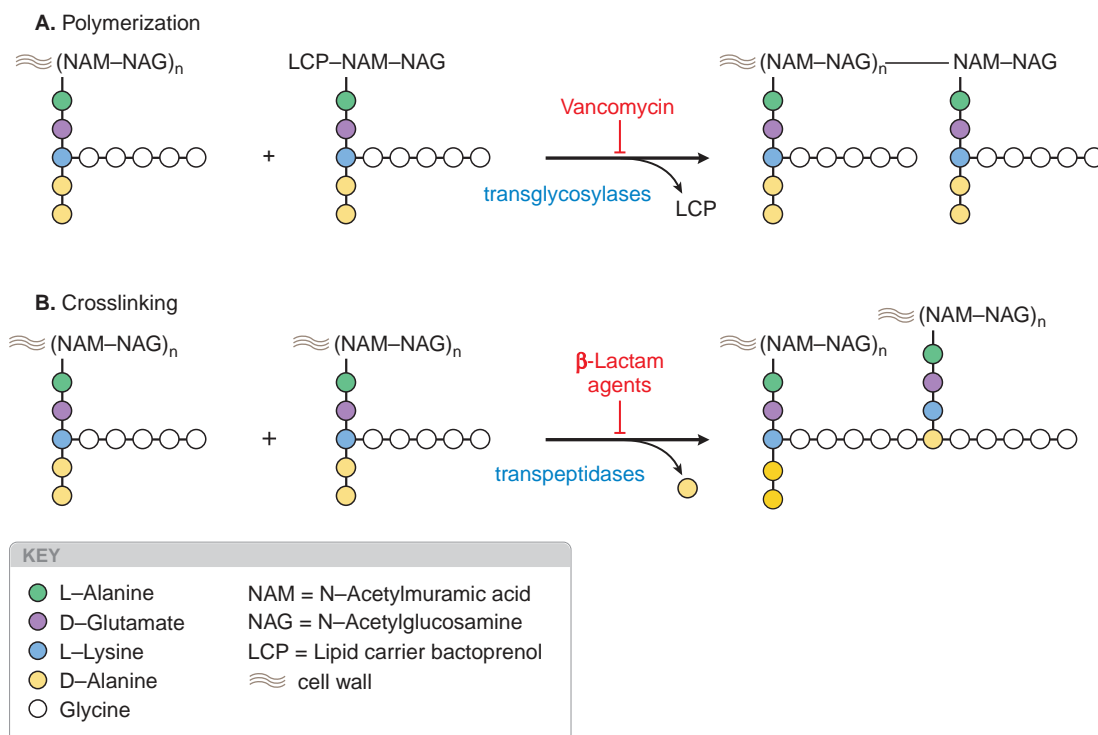 A. Polymerization
(NAM–NAG)n
LCP–NAM–NAG
(NAM–NAG)n
NAM–NAG
Vancomycin
+
transglycosylases
LCP
B. Crosslinking
(NAM–NAG)n
(NAM–NAG)n
(NAM–NAG)n
(NAM–NAG)n
β-Lactam
agents
+
transpeptidases
KEY
L–Alanine
D–Glutamate
L–Lysine
D–Alanine
Glycine
NAM = N–Acetylmuramic acid
NAG = N–Acetylglucosamine
LCP = Lipid carrier bactoprenol
cell wall